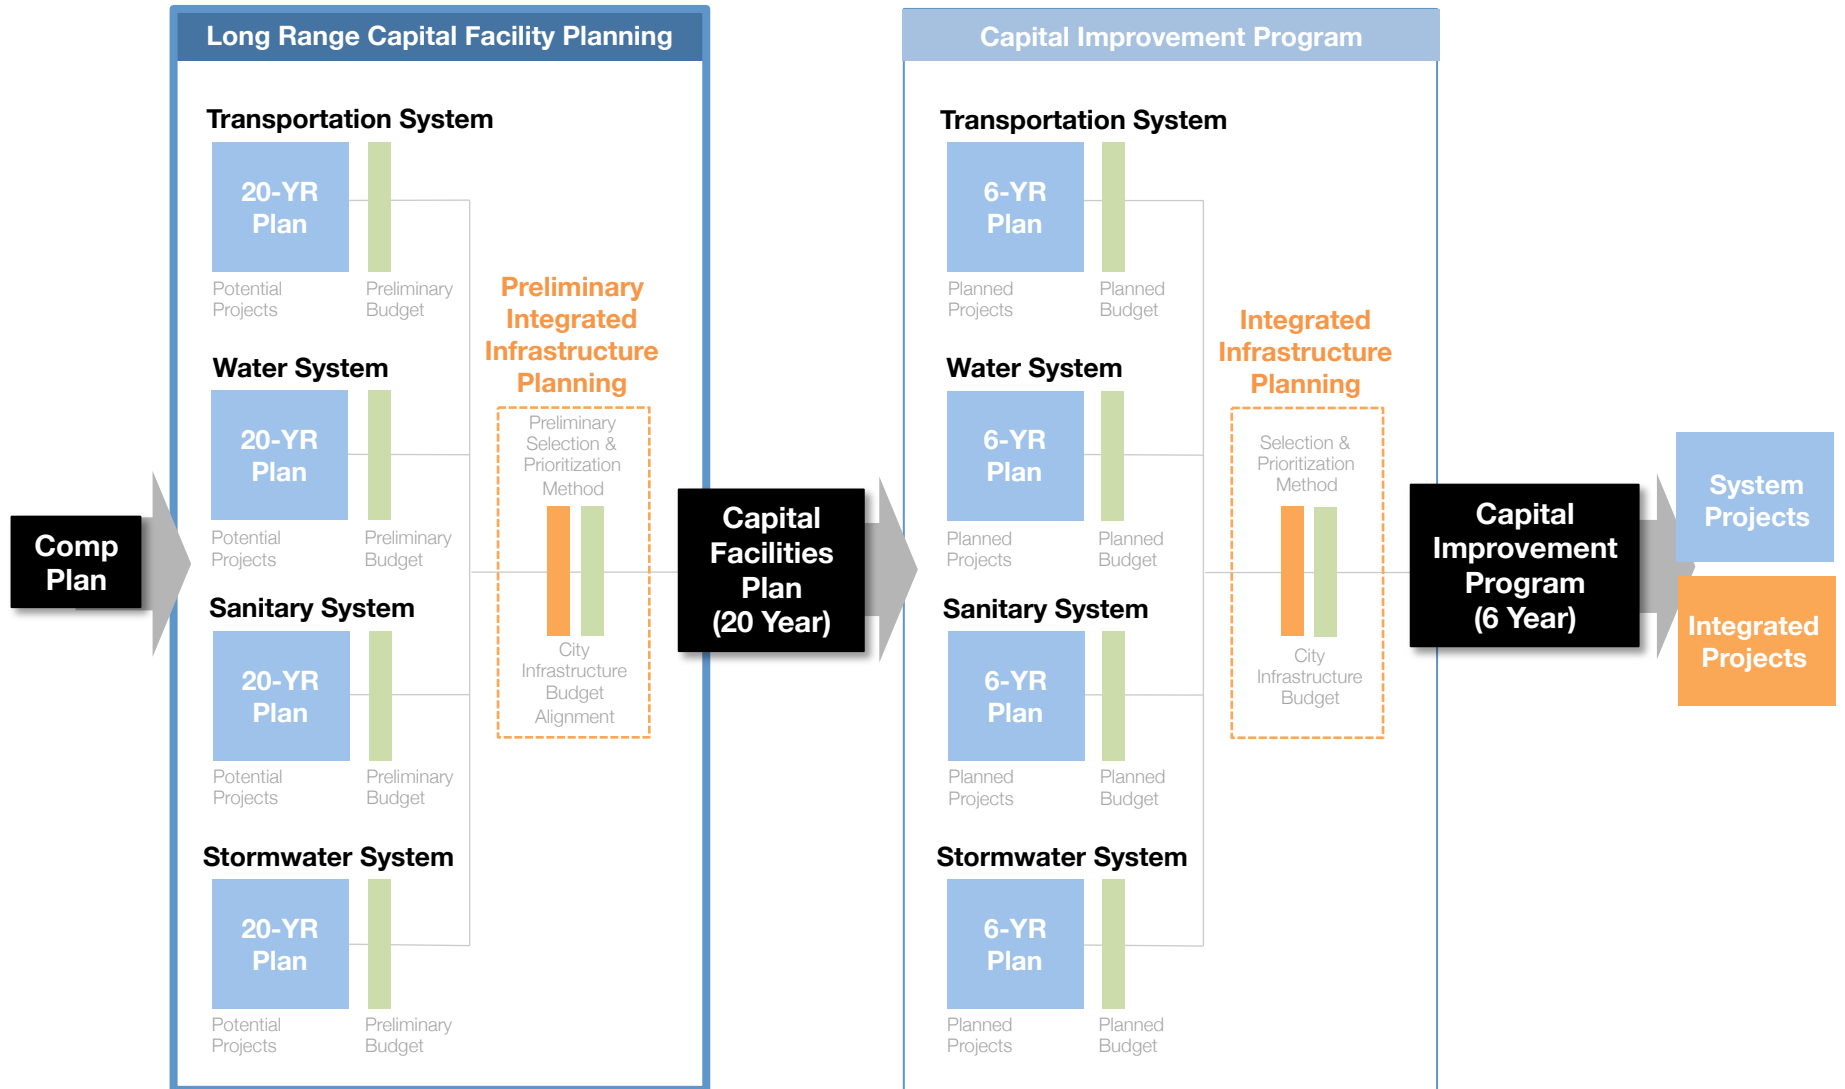 Long Range Capital Facility Planning
Capital Improvement Program
Comp
Plan
Transportation System
20-YR
Plan
Potential
Projects
Preliminary
Budget
Water System
20-YR
Plan
Potential
Projects
Preliminary
Budget
Sanitary System
20-YR
Plan
Potential
Projects
Preliminary
Budget
Stormwater System
20-YR
Plan
Potential
Projects
Preliminary
Budget
Preliminary
Integrated
Infrastructure
Planning
Preliminary
Selection &
Prioritization
Method
City
Infrastructure
Budget
Alignment
Capital
Facilities
Plan
(20 Year)
Transportation System
6-YR
Plan
Planned
Projects
Planned
Budget
Water System
6-YR
Plan
Planned
Projects
Planned
Budget
Sanitary System
6-YR
Plan
Planned
Projects
Planned
Budget
Stormwater System
6-YR
Plan
Planned
Projects
Planned
Budget
Integrated
Infrastructure
Planning
Selection &
Prioritization
Method
City
Infrastructure
Budget
Capital
Improvement
Program
(6 Year)
System
Projects
Integrated
Projects